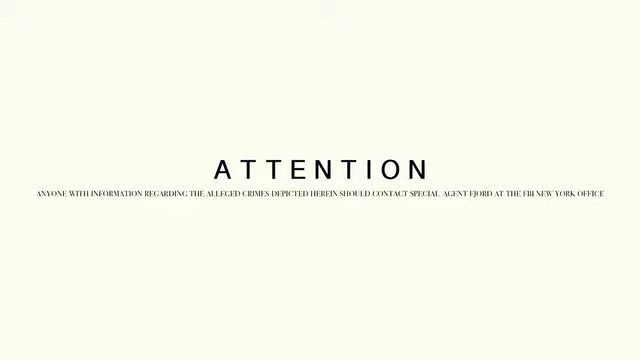 ATTENTION
ANYONE WITH INFORMATION REGARDING THE ALLEGED CRIMES DEPICTED HEREIN SHOULD CONTACT SPECIAL AGENT FJORD AT THE FBI NEW YORK OFFICE